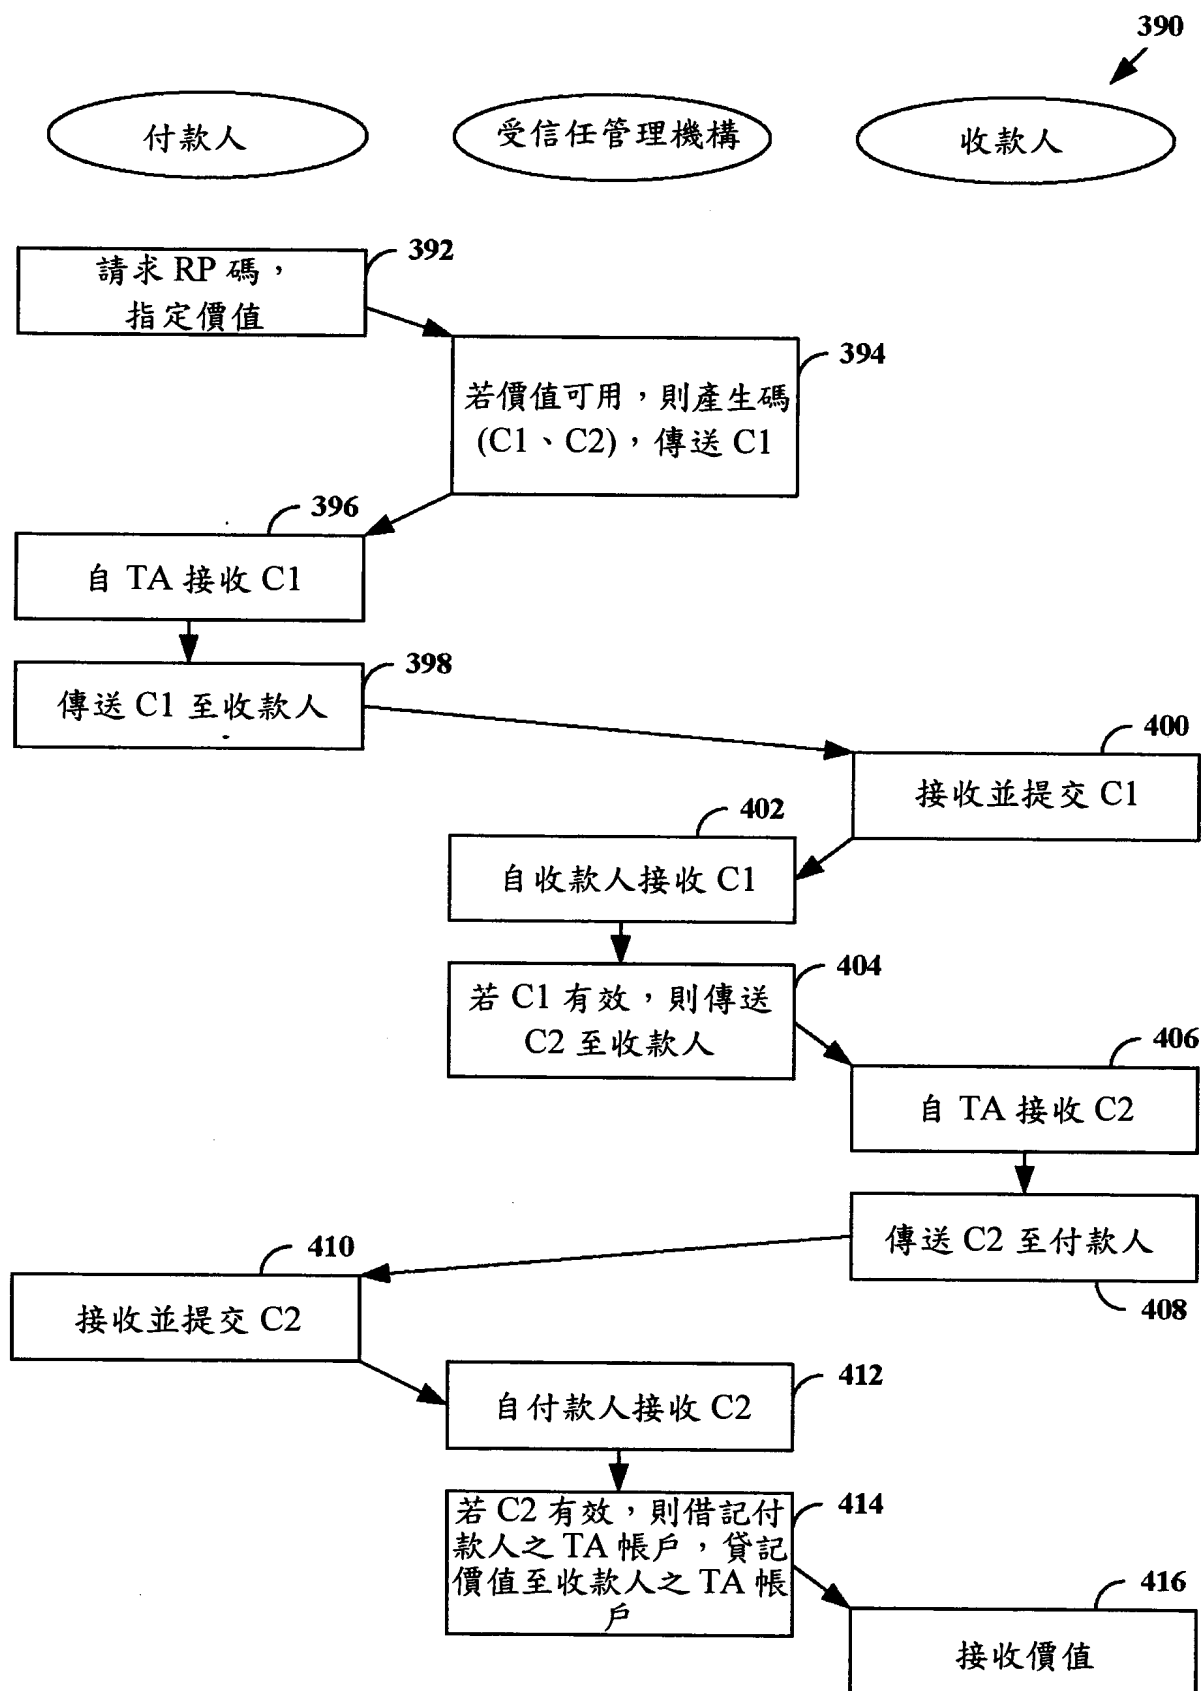 390
付款人
受信任管理機構
收款人
392
請求 RP 碼，
指定價值
394
若價值可用，則產生碼
(C1、C2)，傳送 C1
396
自 TA 接收 C1
398
傳送 C1 至收款人
400
接收並提交 C1
402
自收款人接收 C1
404
若 C1 有效，則傳送
C2 至收款人
406
自 TA 接收 C2
傳送 C2 至付款人
408
410
接收並提交 C2
412
自付款人接收 C2
414
若 C2 有效，則借記付
款人之 TA 帳戶，貸記
價值至收款人之 TA 帳
戶
416
接收價值